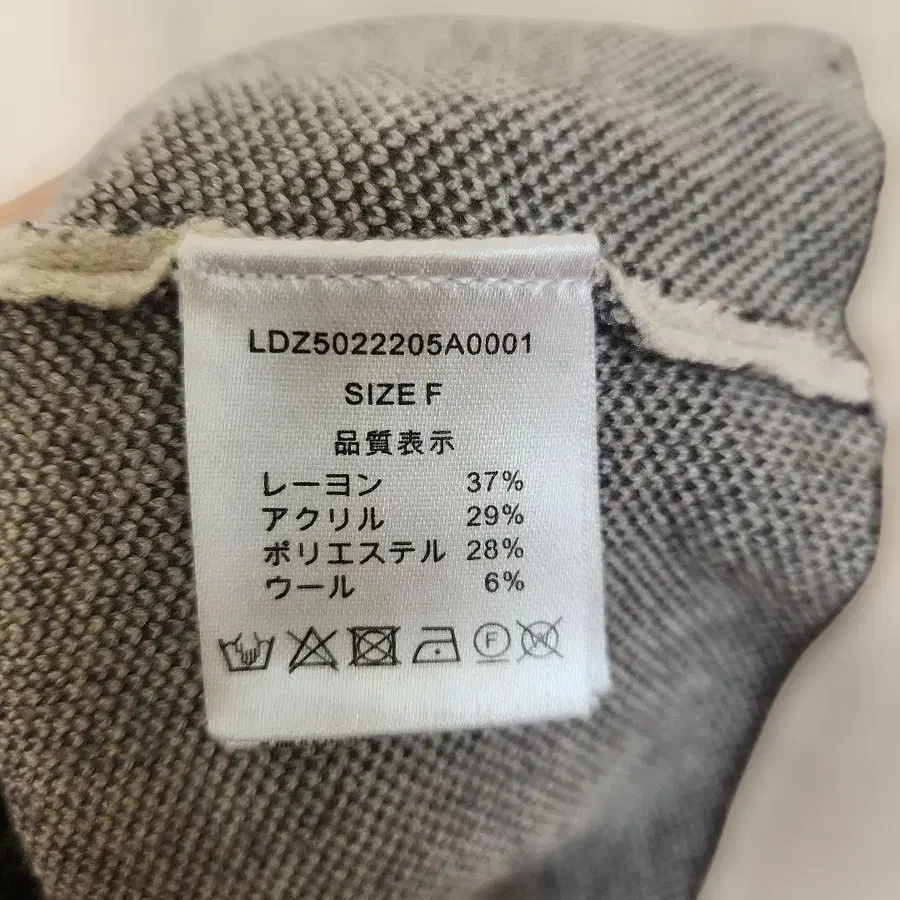 LDZ5022205A0001
SIZE F
品質表示
レーヨン 37%
アクリル 29%
ポリエステル 28%
ウール 6%
F
W